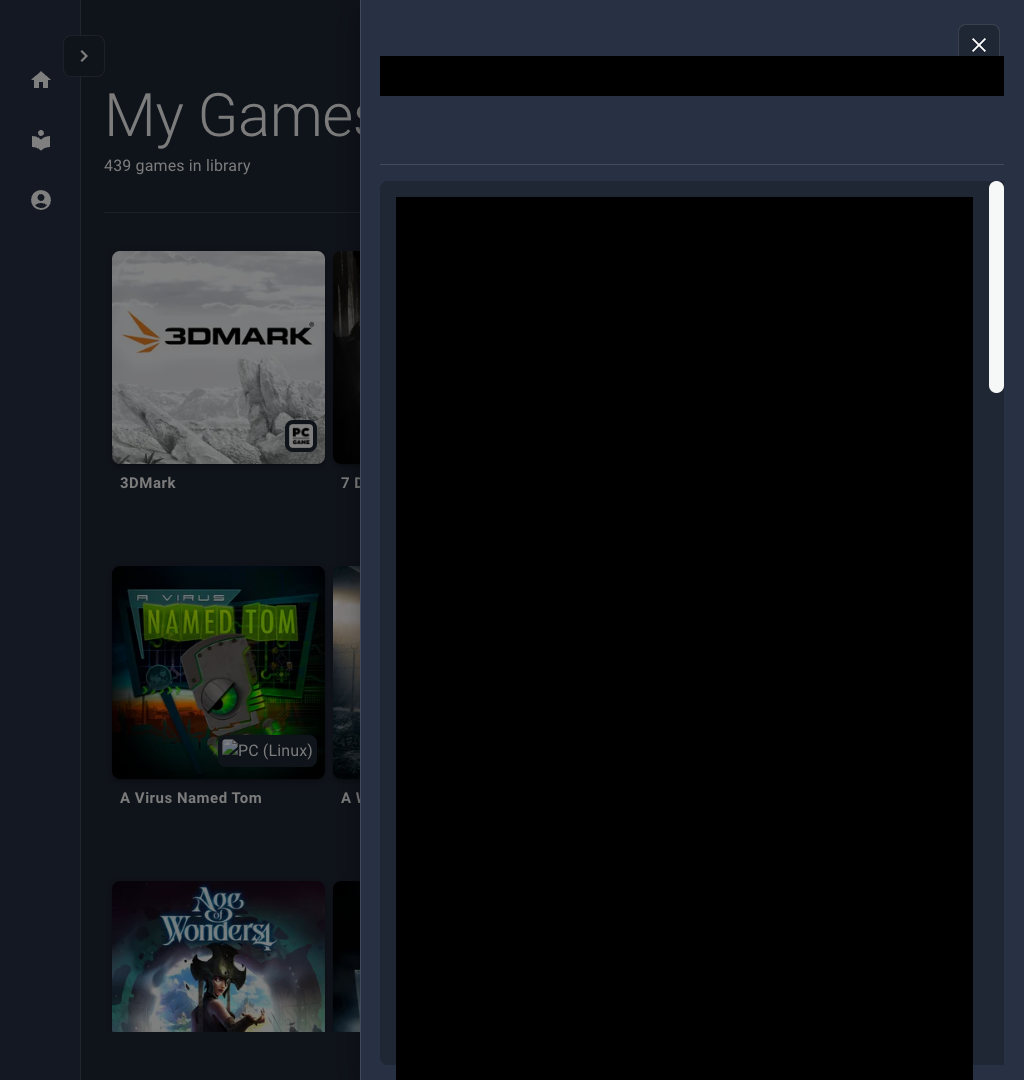 My Games
439 games in library
3DMARK
PC
GAME
3DMark
7 D
A VIRUS
NAMED TOM
PC (Linux)
A Virus Named Tom
A W
Age
of
Wonders 4